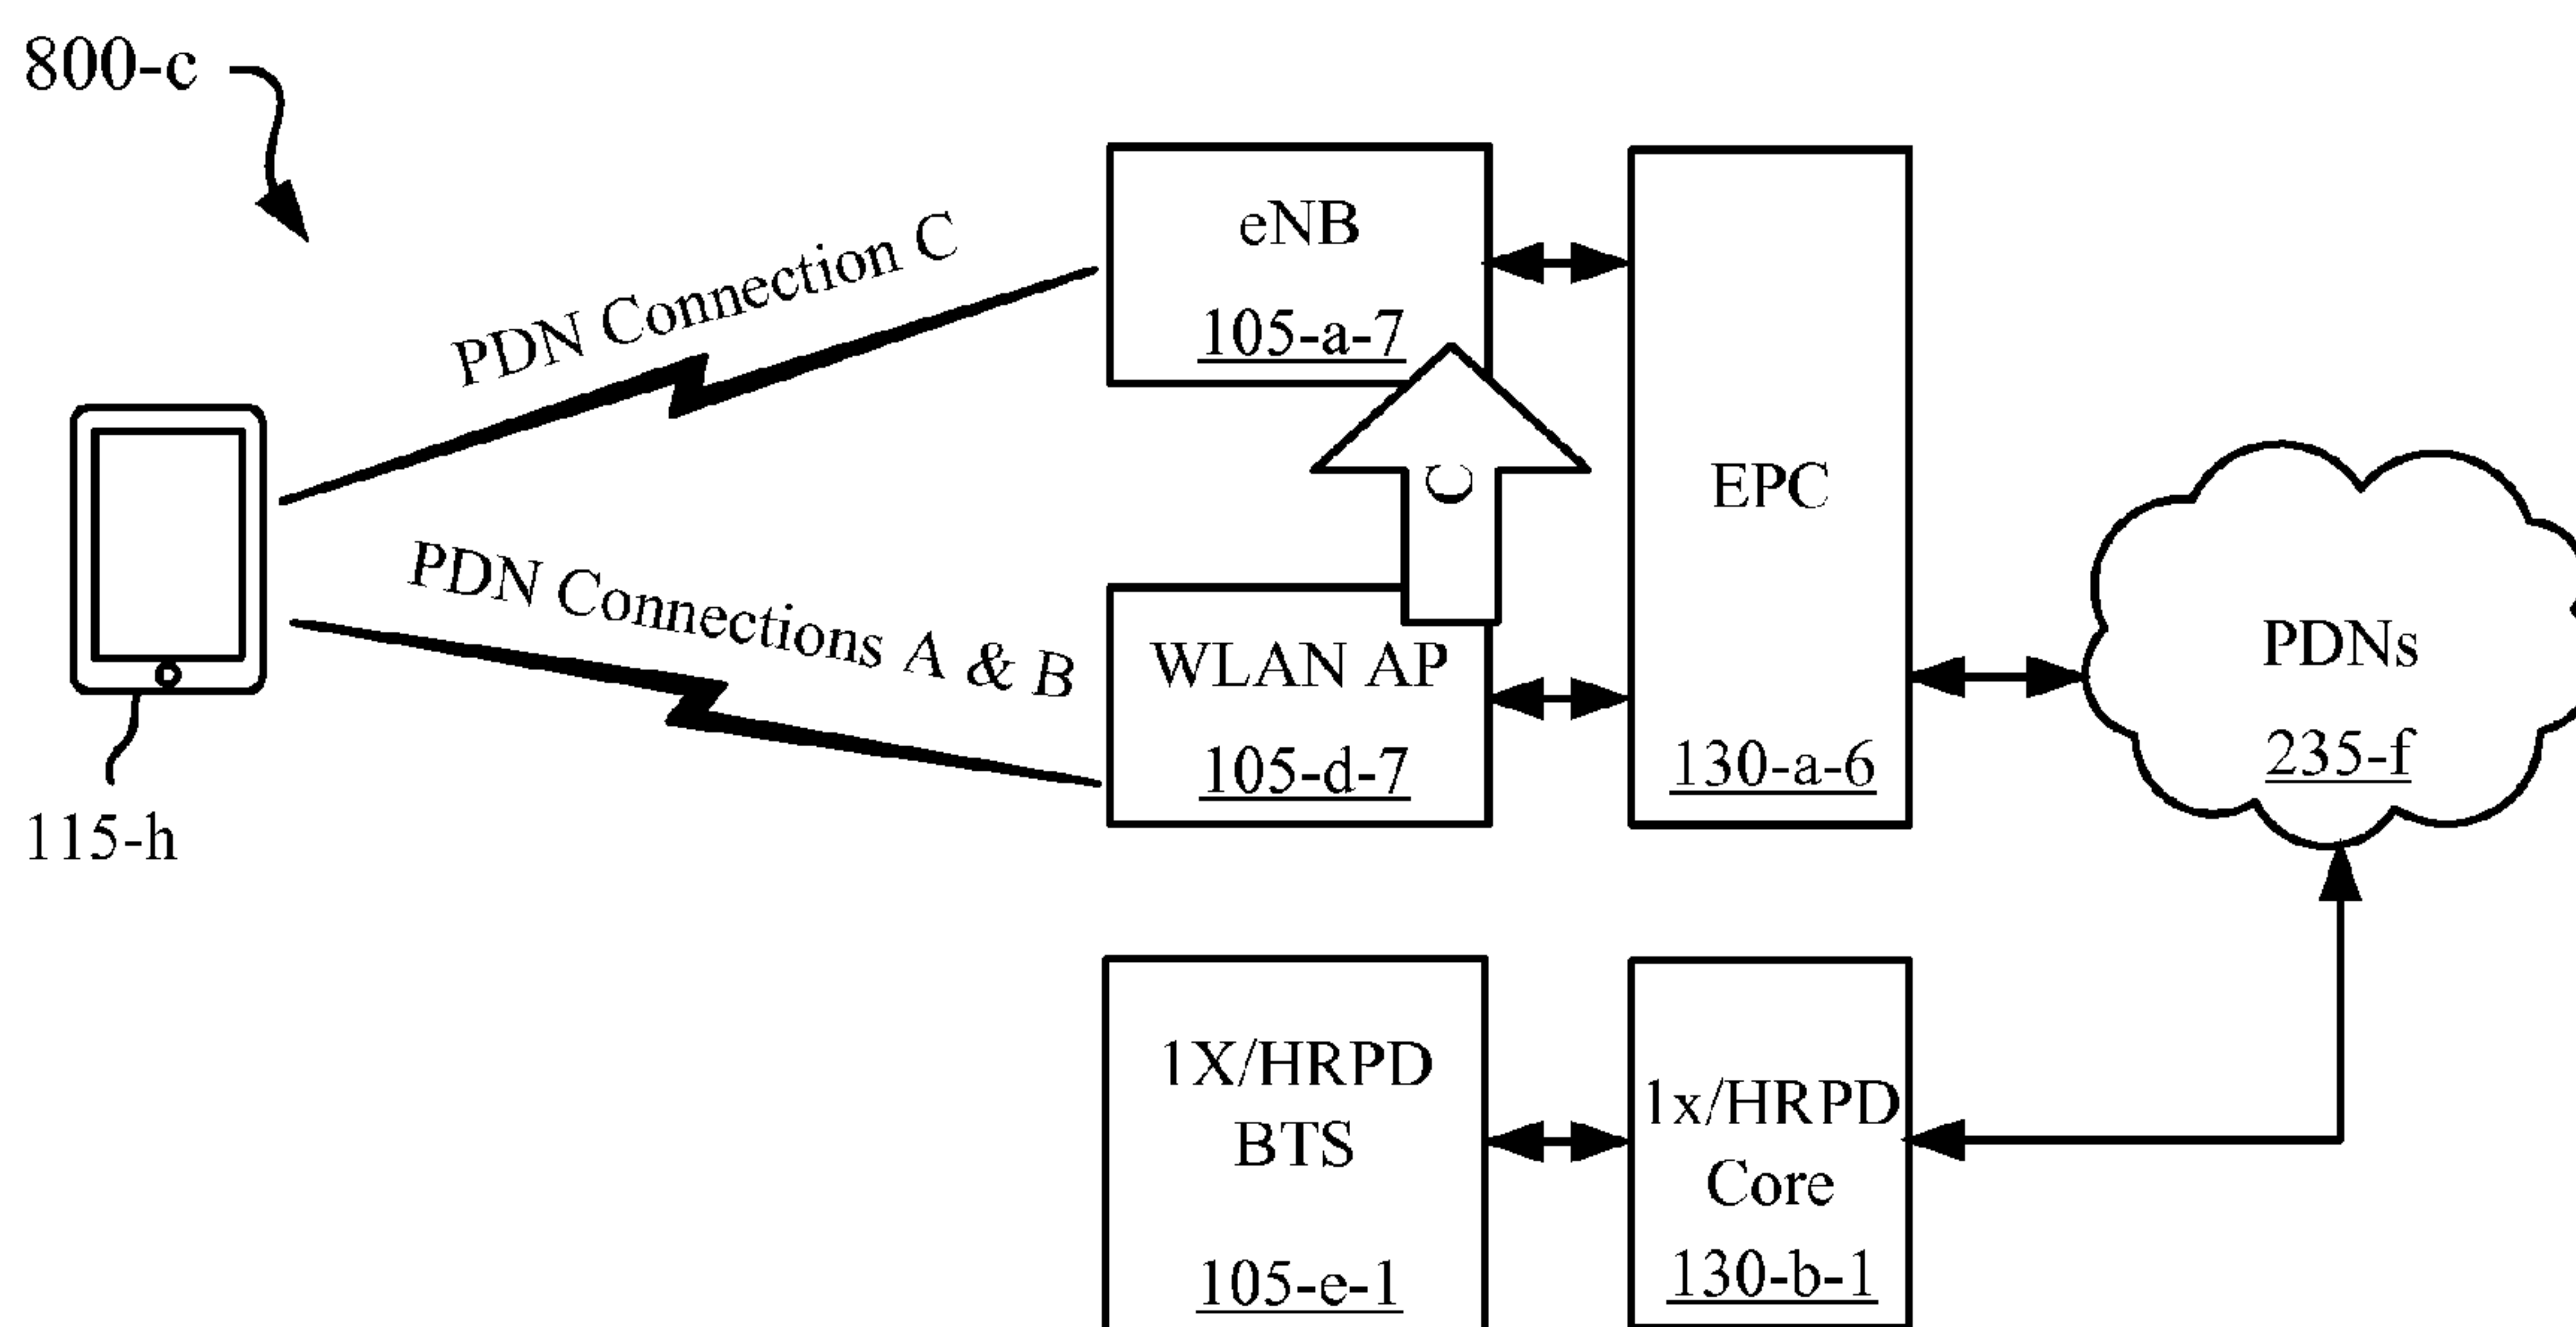 800-c
PDN Connection C
eNB
105-a-7
C
EPC
130-a-6
PDN Connections A & B
WLAN AP
105-d-7
PDNs
235-f
115-h
1X/HRPD
BTS
105-e-1
1x/HRPD
Core
130-b-1